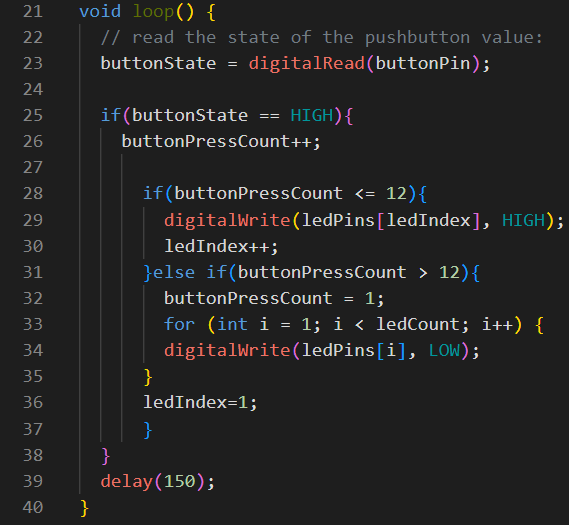 21 void loop() {
22 // read the state of the pushbutton value:
23 buttonState = digitalRead(buttonPin);
24
25 if(buttonState == HIGH){
26 buttonPressCount++;
27
28 if(buttonPressCount <= 12){
29 digitalWrite(ledPins[ledIndex], HIGH);
30 ledIndex++;
31 }else if(buttonPressCount > 12){
32 buttonPressCount = 1;
33 for (int i = 1; i < ledCount; i++) {
34 digitalWrite(ledPins[i], LOW);
35 }
36 ledIndex=1;
37 }
38 }
39 delay(150);
40 }